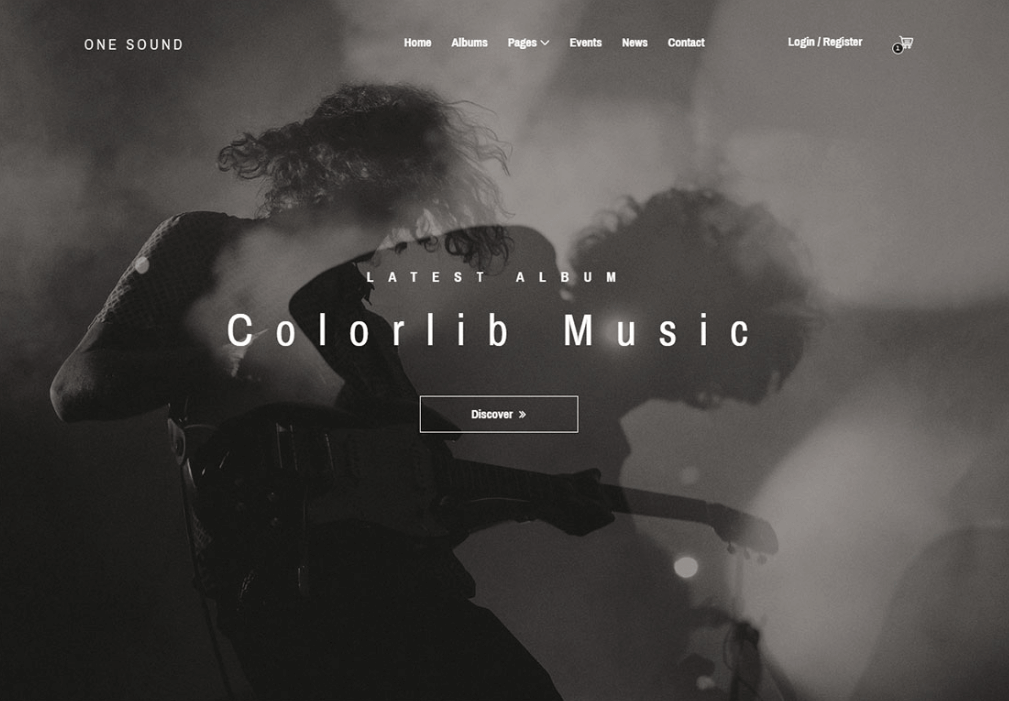 ONE SOUND
Home Albums Pages Events News Contact
Login / Register
1
LATEST ALBUM
Colorlib Music
Discover »